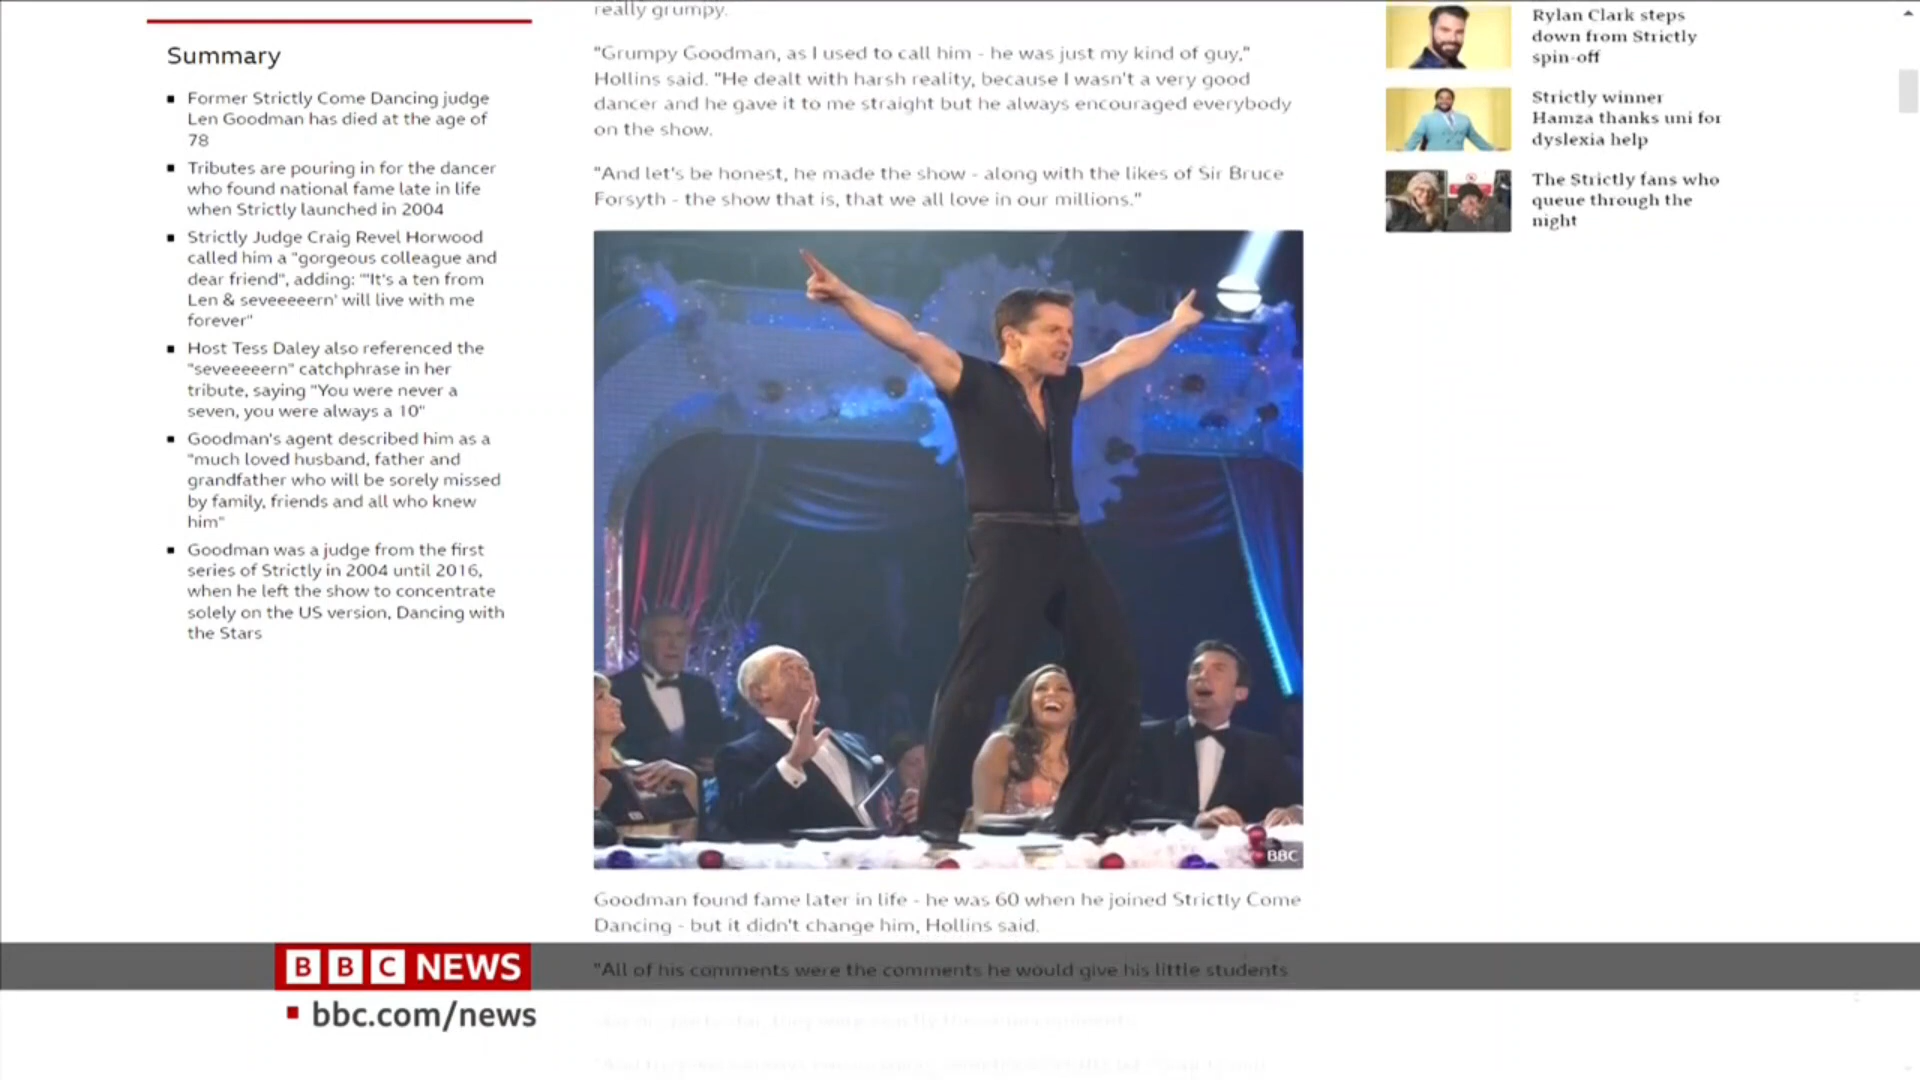 Summary
Former Strictly Come Dancing judge
Len Goodman has died at the age of
78
Tributes are pouring in for the dancer
who found national fame late in life
when Strictly launched in 2004
Strictly Judge Craig Revel Horwood
called him a "gorgeous colleague and
dear friend", adding: "'It's a ten from
Len & seveeeeern' will live with me
forever"
Host Tess Daley also referenced the
"seveeeeern" catchphrase in her
tribute, saying "You were never a
seven, you were always a 10"
Goodman's agent described him as a
"much loved husband, father and
grandfather who will be sorely missed
by family, friends and all who knew
him"
Goodman was a judge from the first
series of Strictly in 2004 until 2016,
when he left the show to concentrate
solely on the US version, Dancing with
the Stars
really grumpy.
"Grumpy Goodman, as I used to call him - he was just my kind of guy,"
Hollins said. "He dealt with harsh reality, because I wasn't a very good
dancer and he gave it to me straight but he always encouraged everybody
on the show.
"And let's be honest, he made the show - along with the likes of Sir Bruce
Forsyth - the show that is, that we all love in our millions."
BBC
Goodman found fame later in life - he was 60 when he joined Strictly Come
Dancing - but it didn't change him, Hollins said.
"All of his comments were the comments he would give his little students
Rylan Clark steps
down from Strictly
spin-off
Strictly winner
Hamza thanks uni for
dyslexia help
The Strictly fans who
queue through the
night
BBC NEWS
bbc.com/news